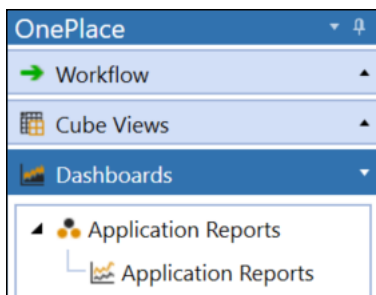 OnePlace
Workflow
Cube Views
Dashboards
Application Reports
Application Reports